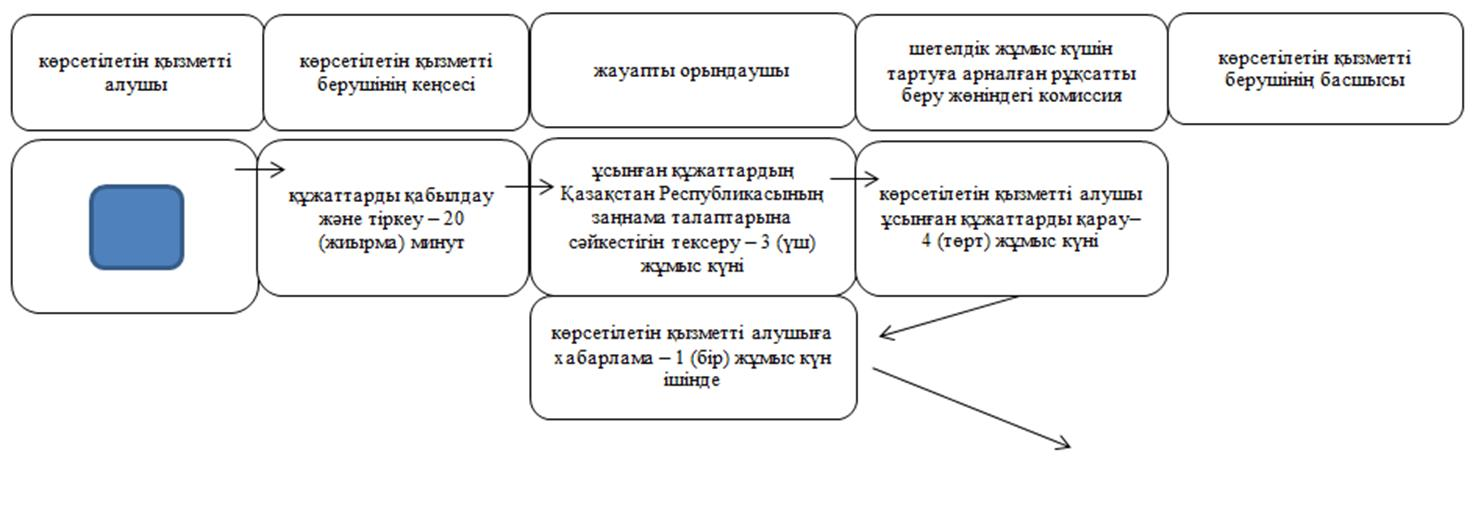 көрсетілетін қызметті
алушы
көрсетілетін қызметті
берушінің кеңсесі
жауапты орындаушы
шетелдік жұмыс күшін
тартуға арналған рұқсатты
беру жөніндегі комиссия
көрсетілетін қызметті
берушінің басшысы
құжаттарды қабылдау
және тіркеу – 20
(жиырма) минут
ұсынған құжаттардың
Қазақстан Республикасының
заңнама талаптарына
сәйкестігін тексеру – 3 (үш)
жұмыс күні
көрсетілетін қызметті алушы
ұсынған құжаттарды қарау–
4 (төрт) жұмыс күні
көрсетілетін қызметті алушыға
хабарлама – 1 (бір) жұмыс күн
ішінде